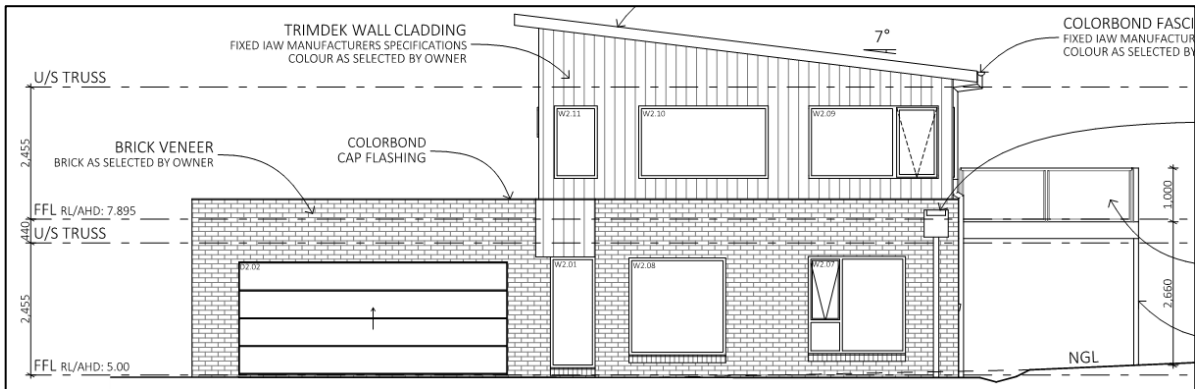 TRIMDEK WALL CLADDING
FIXED IAW MANUFACTURERS SPECIFICATIONS
COLOUR AS SELECTED BY OWNER
7°
COLORBOND FASCI
FIXED IAW MANUFACTUR
COLOUR AS SELECTED BY
U/S TRUSS
W2.11
W2.10
W2.09
2,455
BRICK VENEER
BRICK AS SELECTED BY OWNER
COLORBOND
CAP FLASHING
1,000
FFL RL/AHD: 7.895
440
U/S TRUSS
D2.02
W2.01
W2.08
W2.07
2,455
2,660
NGL
FFL RL/AHD: 5.00